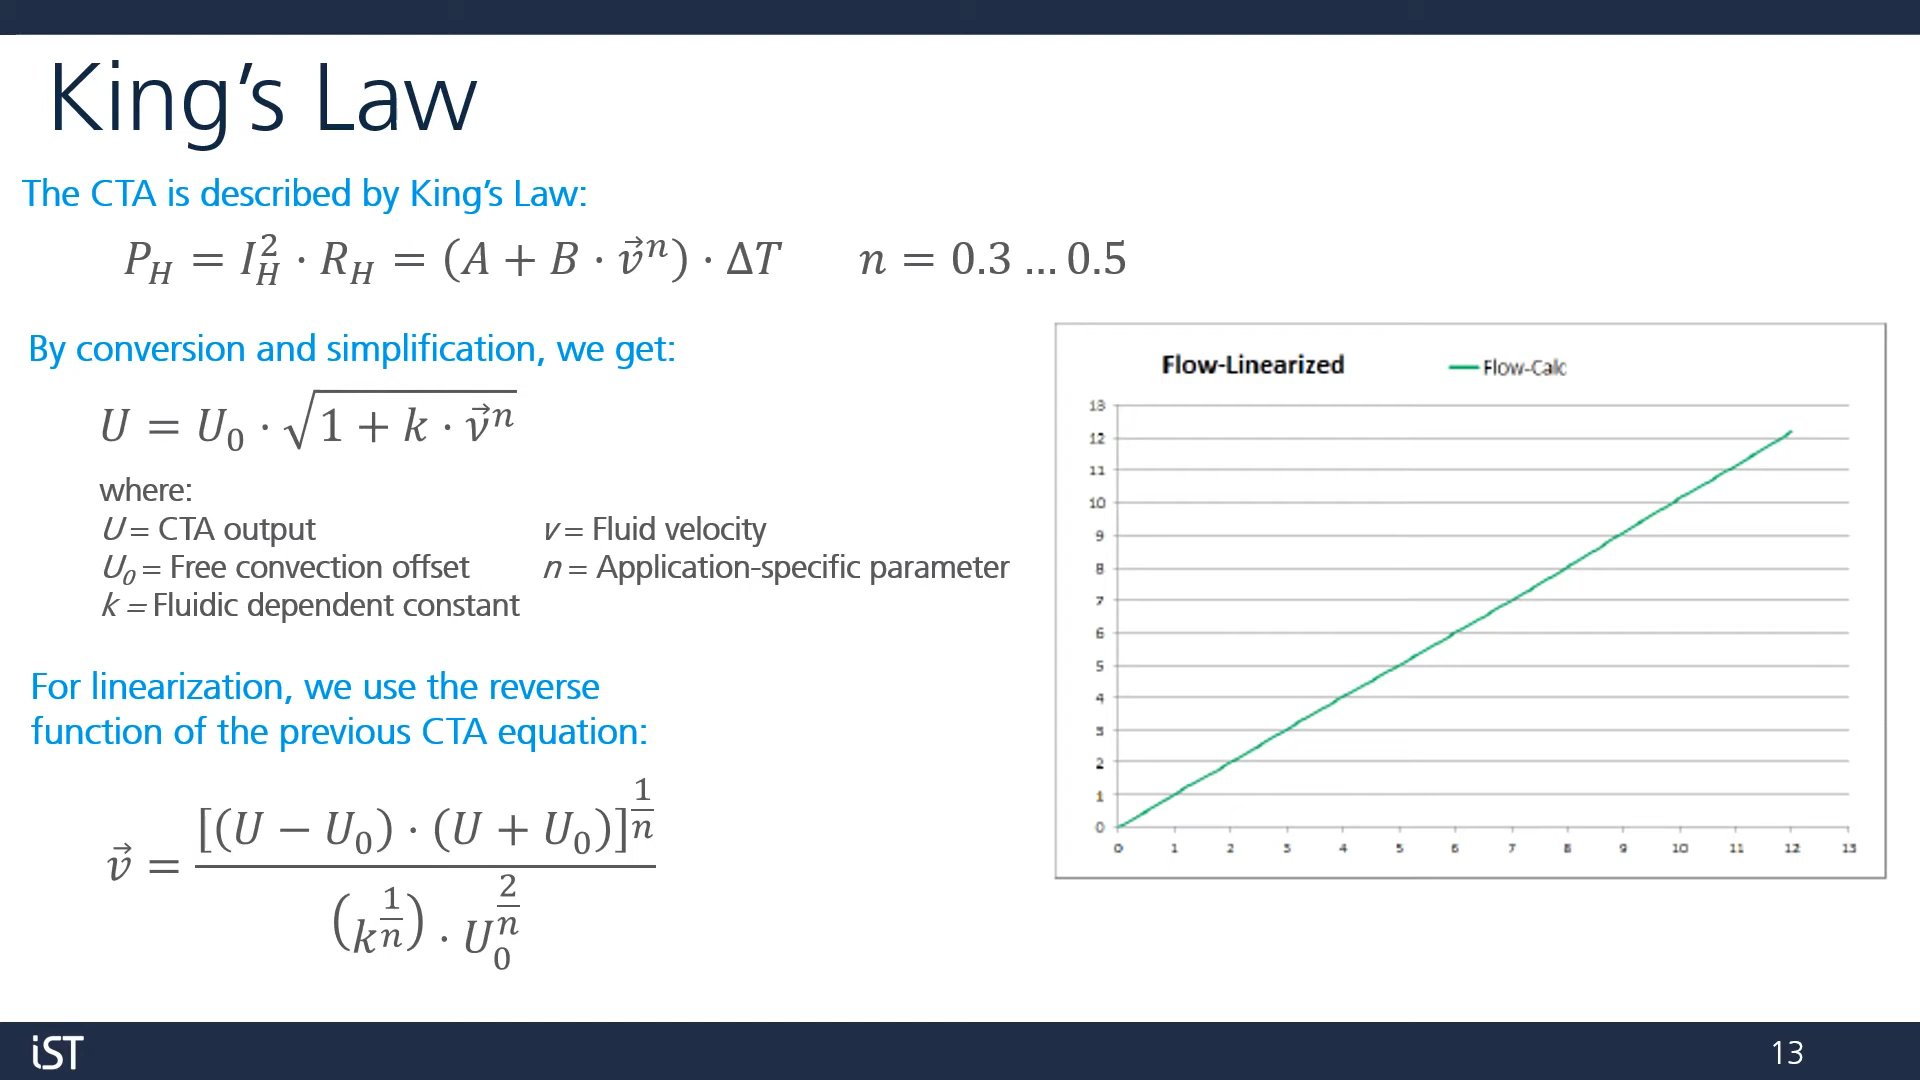 King's Law
The CTA is described by King's Law:
P_H = I_H^2 · R_H = (A + B · v⃗^n) · ΔT n = 0.3 … 0.5
By conversion and simplification, we get:
U = U_0 · √(1 + k · v⃗^n)
where:
U = CTA output v = Fluid velocity
U_0 = Free convection offset n = Application-specific parameter
k = Fluidic dependent constant
For linearization, we use the reverse
function of the previous CTA equation:
v⃗ = [(U − U_0) · (U + U_0)]^(1/n) / ((k^(1/n)) · U_0^(2/n))
Flow-Linearized Flow-Calc
13
12
11
10
9
8
7
6
5
4
3
2
1
0
0 1 2 3 4 5 6 7 8 9 10 11 12 13
iST 13